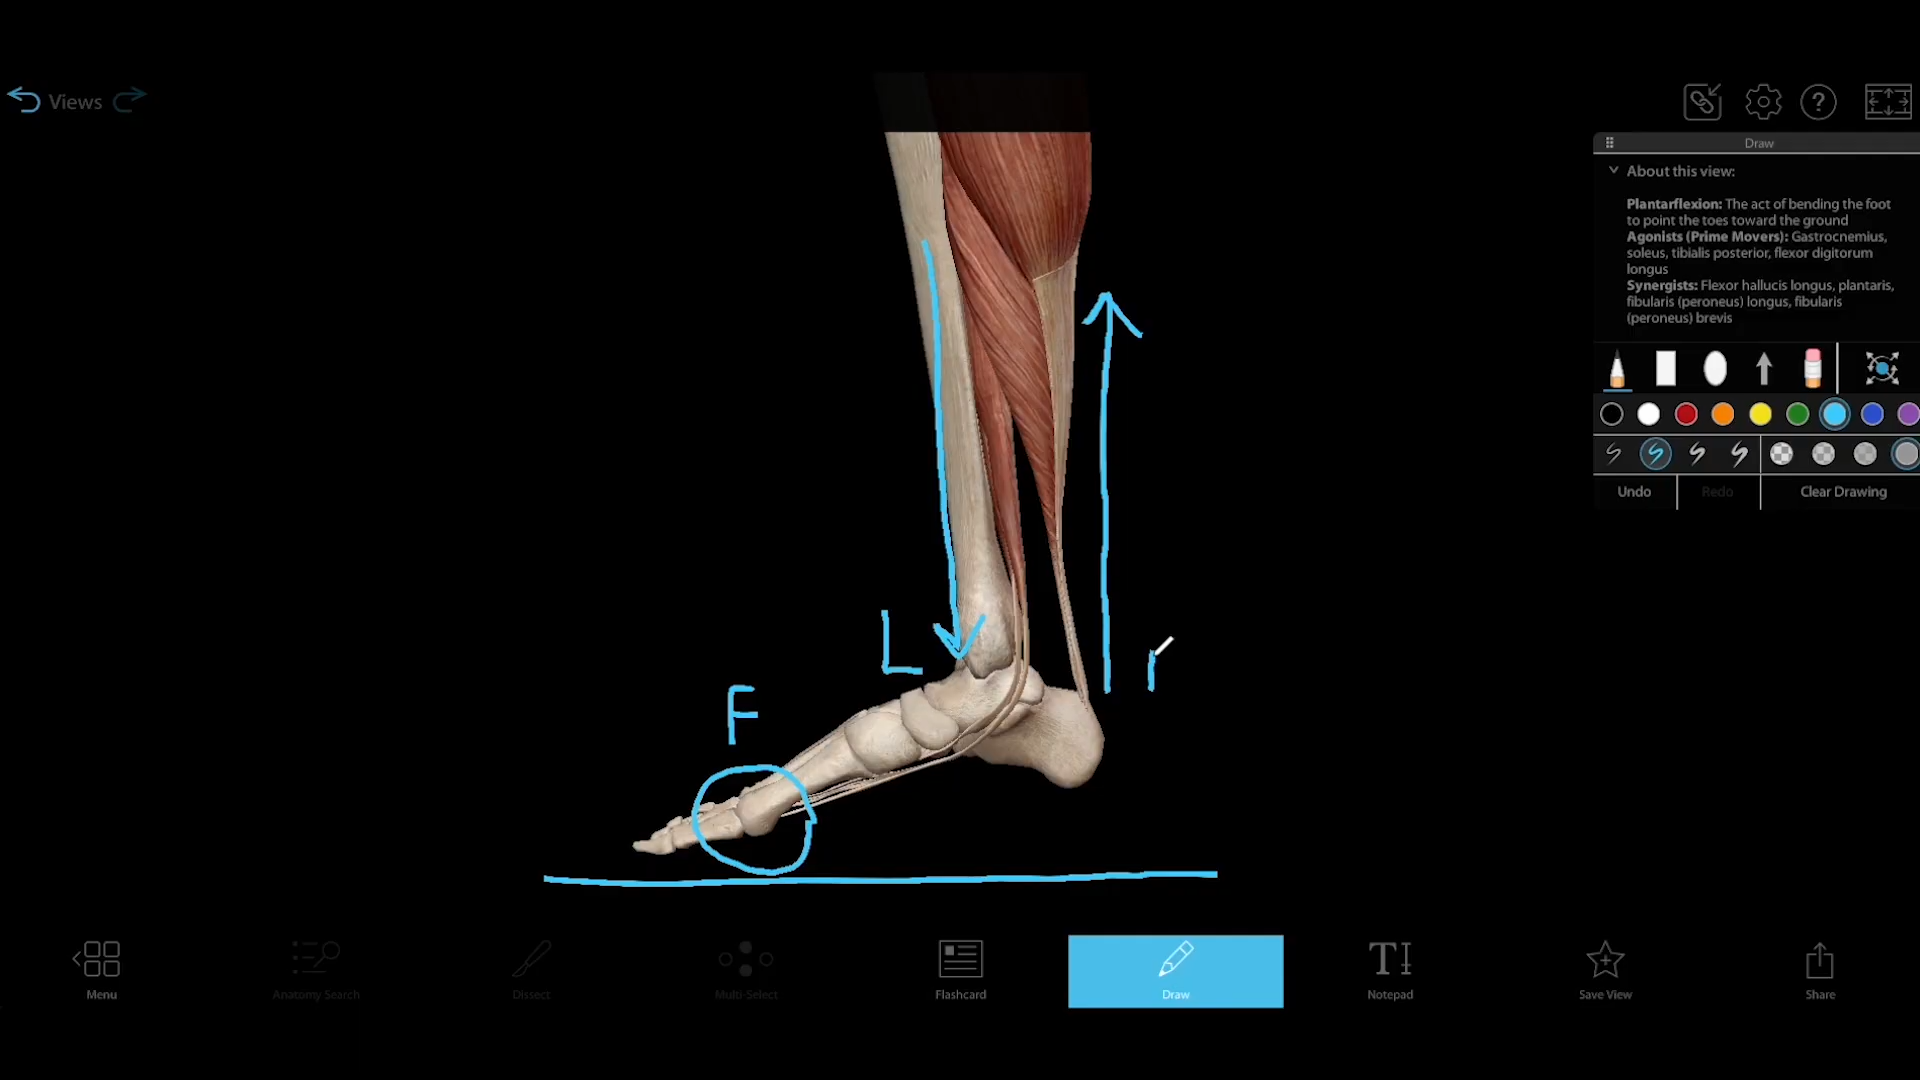 Views
Draw
About this view:
Plantarflexion: The act of bending the foot
to point the toes toward the ground
Agonists (Prime Movers): Gastrocnemius,
soleus, tibialis posterior, flexor digitorum
longus
Synergists: Flexor hallucis longus, plantaris,
fibularis (peroneus) longus, fibularis
(peroneus) brevis
Undo
Redo
Clear Drawing
L
F
Menu
Anatomy Search
Dissect
Multi-Select
Flashcard
Draw
Notepad
Save View
Share